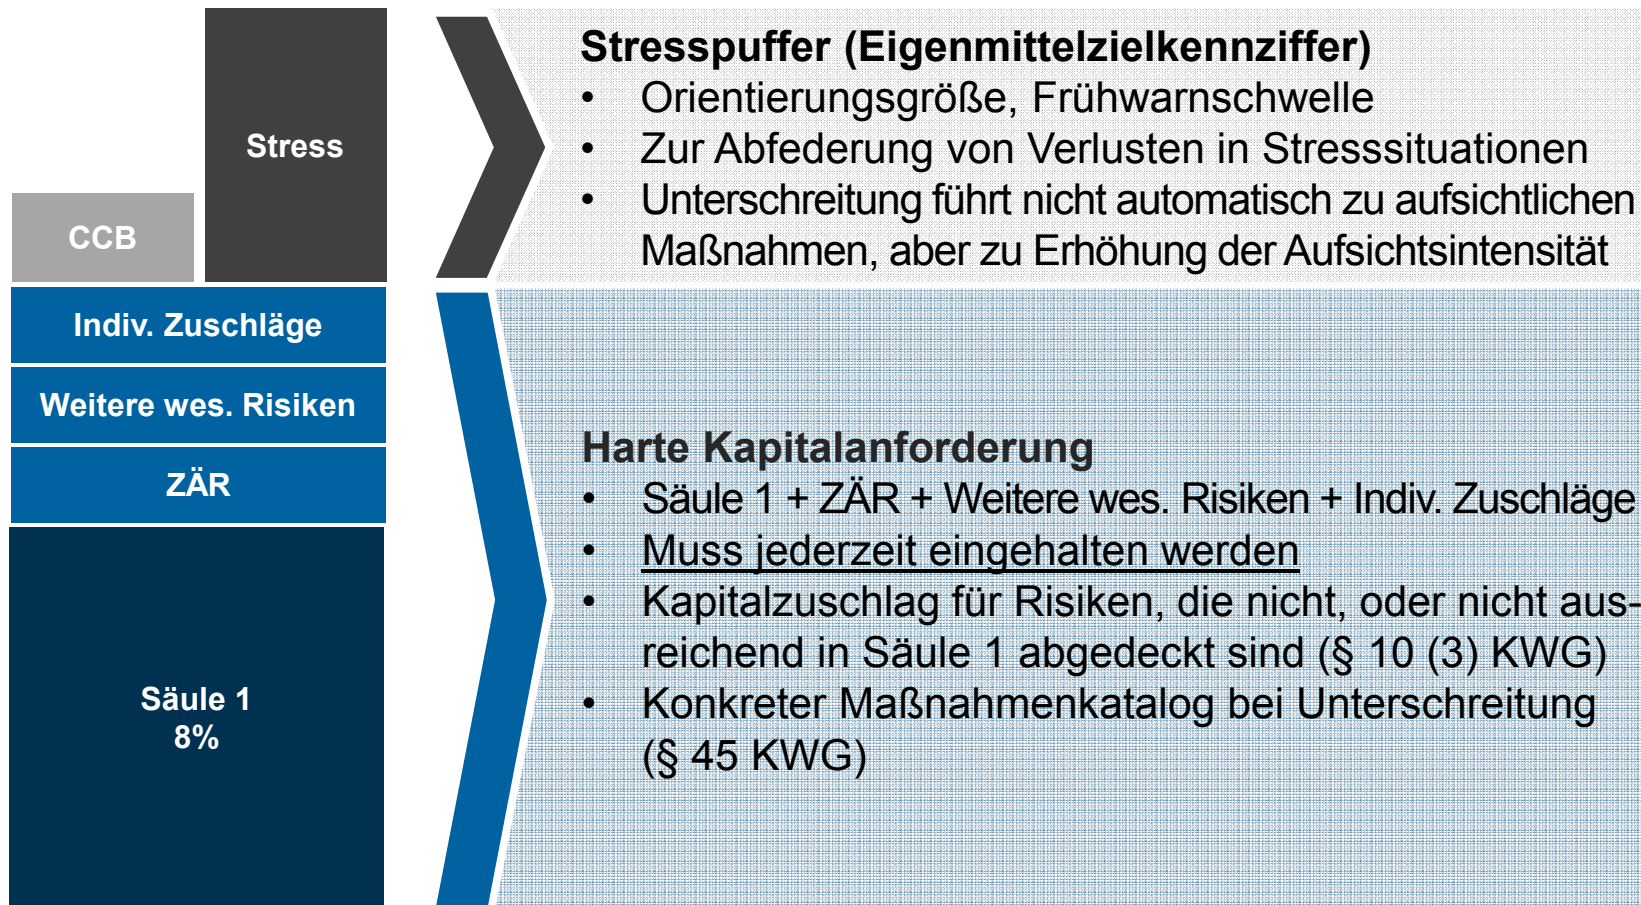 Stress
CCB
Indiv. Zuschläge
Weitere wes. Risiken
ZÄR
Säule 1
8%
Stresspuffer (Eigenmittelzielkennziffer)
• Orientierungsgröße, Frühwarnschwelle
• Zur Abfederung von Verlusten in Stresssituationen
• Unterschreitung führt nicht automatisch zu aufsichtlichen
Maßnahmen, aber zu Erhöhung der Aufsichtsintensität
Harte Kapitalanforderung
• Säule 1 + ZÄR + Weitere wes. Risiken + Indiv. Zuschläge
• Muss jederzeit eingehalten werden
• Kapitalzuschlag für Risiken, die nicht, oder nicht aus-
reichend in Säule 1 abgedeckt sind (§ 10 (3) KWG)
• Konkreter Maßnahmenkatalog bei Unterschreitung
(§ 45 KWG)